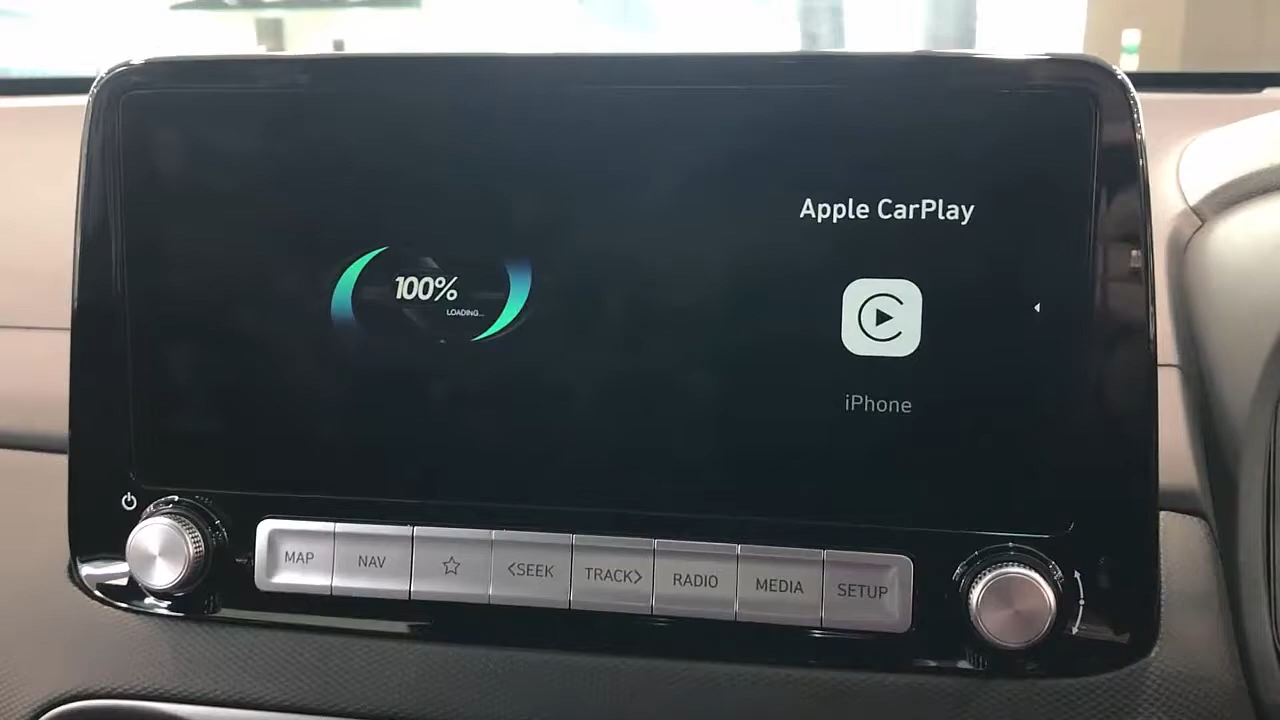 Apple CarPlay
100%
LOADING...
iPhone
MAP
NAV
<SEEK
TRACK>
RADIO
MEDIA
SETUP